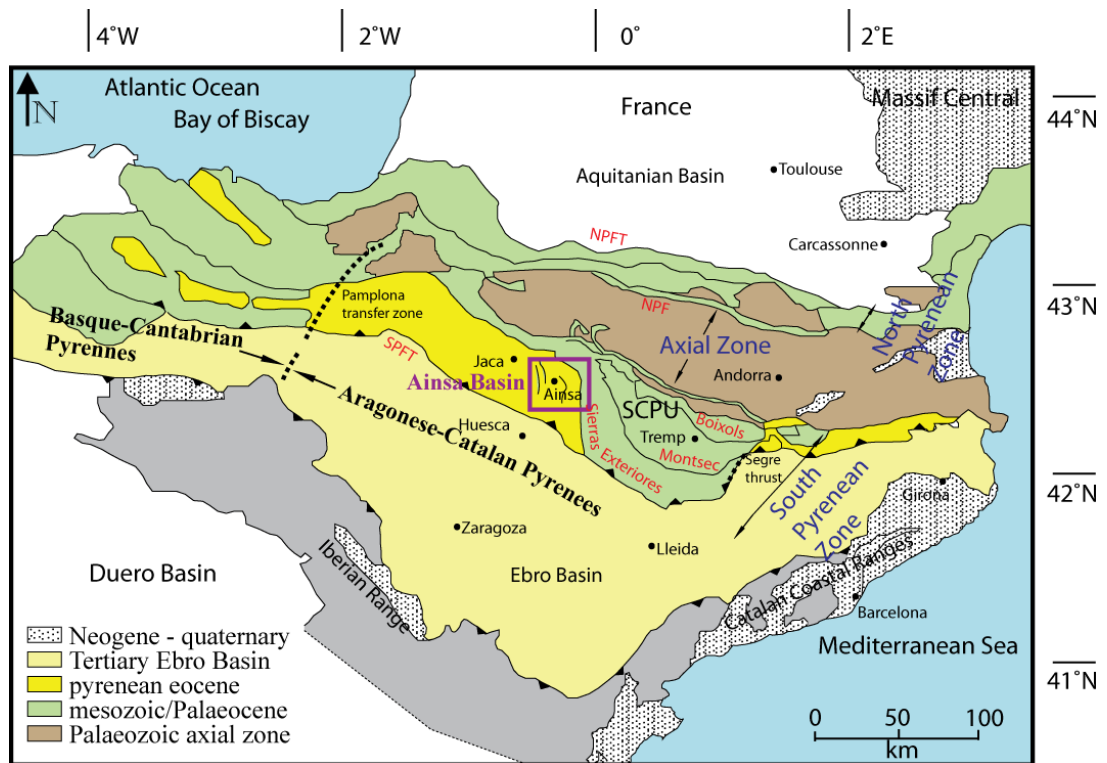 4˚W
2˚W
0˚
2˚E
44˚N
43˚N
42˚N
41˚N
N
Atlantic Ocean
Bay of Biscay
France
Massif Central
Aquitanian Basin
Toulouse
Carcassonne
NPFT
NPF
North
Pyrenean
Zone
Pamplona
transfer zone
Basque-Cantabrian
Pyrennes
SPFT
Jaca
Ainsa Basin
Ainsa
Axial Zone
Andorra
SCPU
Boixols
Tremp
Montsec
Huesca
Sierras Exteriores
Aragonese-Catalan Pyrenees
Segre
thrust
South
Pyrenean
Zone
Girona
Zaragoza
Lleida
Iberian Range
Ebro Basin
Duero Basin
Catalan Coastal Ranges
Barcelona
Mediterranean Sea
Neogene - quaternary
Tertiary Ebro Basin
pyrenean eocene
mesozoic/Palaeocene
Palaeozoic axial zone
0 50 100
km